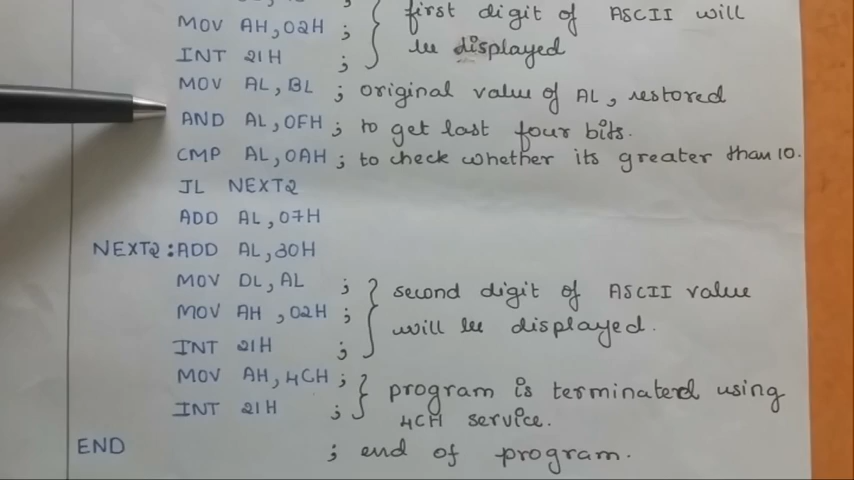 first digit of ASCII will
MOV AH,02H ;
be displayed
INT 21H ;
MOV AL,BL ; original value of AL, restored
AND AL,0FH ; to get last four bits.
CMP AL,0AH ; to check whether its greater than 10.
JL NEXT2
ADD AL,07H
NEXT2:ADD AL,30H
MOV DL,AL ;
second digit of ASCII value
MOV AH ,02H ;
will be displayed.
INT 21H ;
MOV AH,4CH ;
program is terminated using
INT 21H ;
4CH service.
END ; end of program.